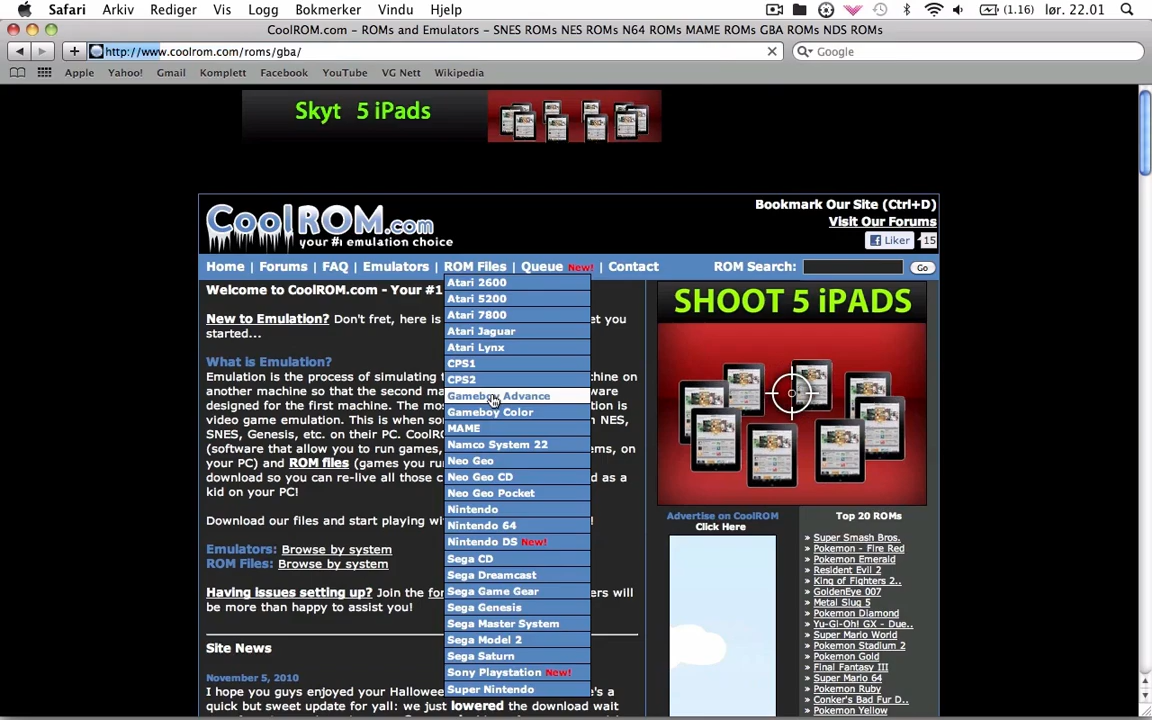 Safari Arkiv Rediger Vis Logg Bokmerker Vindu Hjelp (1.16) lør. 22.01
CoolROM.com - ROMs and Emulators - SNES ROMs NES ROMs N64 ROMs MAME ROMs GBA ROMs NDS ROMs
http://www.coolrom.com/roms/gba/ Google
Apple Yahoo! Gmail Komplett Facebook YouTube VG Nett Wikipedia
Skyt 5 iPads
CoolROM.com
your #1 emulation choice
Bookmark Our Site (Ctrl+D)
Visit Our Forums
Liker 15
Home | Forums | FAQ | Emulators | ROM Files | Queue New! | Contact ROM Search: Go
Welcome to CoolROM.com - Your #1
New to Emulation? Don't fret, here is
et you
started...
What is Emulation?
Emulation is the process of simulating
hine on
another machine so that the second
ware
designed for the first machine. The mo
ion is
video game emulation. This is when so
NES,
SNES, Genesis, etc. on their PC. CoolR
(software that allow you to run games,
ems, on
your PC) and ROM files (games you ru
download so you can re-live all those c
d as a
kid on your PC!
Download our files and start playing wi
!
Emulators: Browse by system
ROM Files: Browse by system
Having issues setting up? Join the for
ers will
be more than happy to assist you!
Site News
November 5, 2010
I hope you guys enjoyed your Hallowee
e's a
quick but sweet update for yall: we just lowered the download wait
Atari 2600
Atari 5200
Atari 7800
Atari Jaguar
Atari Lynx
CPS1
CPS2
Gameboy Advance
Gameboy Color
MAME
Namco System 22
Neo Geo
Neo Geo CD
Neo Geo Pocket
Nintendo
Nintendo 64
Nintendo DS New!
Sega CD
Sega Dreamcast
Sega Game Gear
Sega Genesis
Sega Master System
Sega Model 2
Sega Saturn
Sony Playstation New!
Super Nintendo
SHOOT 5 iPADS
Advertise on CoolROM
Click Here
Top 20 ROMs
» Super Smash Bros.
» Pokemon - Fire Red
» Pokemon Emerald
» Resident Evil 2
» King of Fighters 2..
» GoldenEye 007
» Metal Slug 5
» Pokemon Diamond
» Yu-Gi-Oh! GX - Due..
» Super Mario World
» Pokemon Stadium 2
» Pokemon Gold
» Final Fantasy III
» Super Mario 64
» Pokemon Ruby
» Conker's Bad Fur D..
» Pokemon Yellow